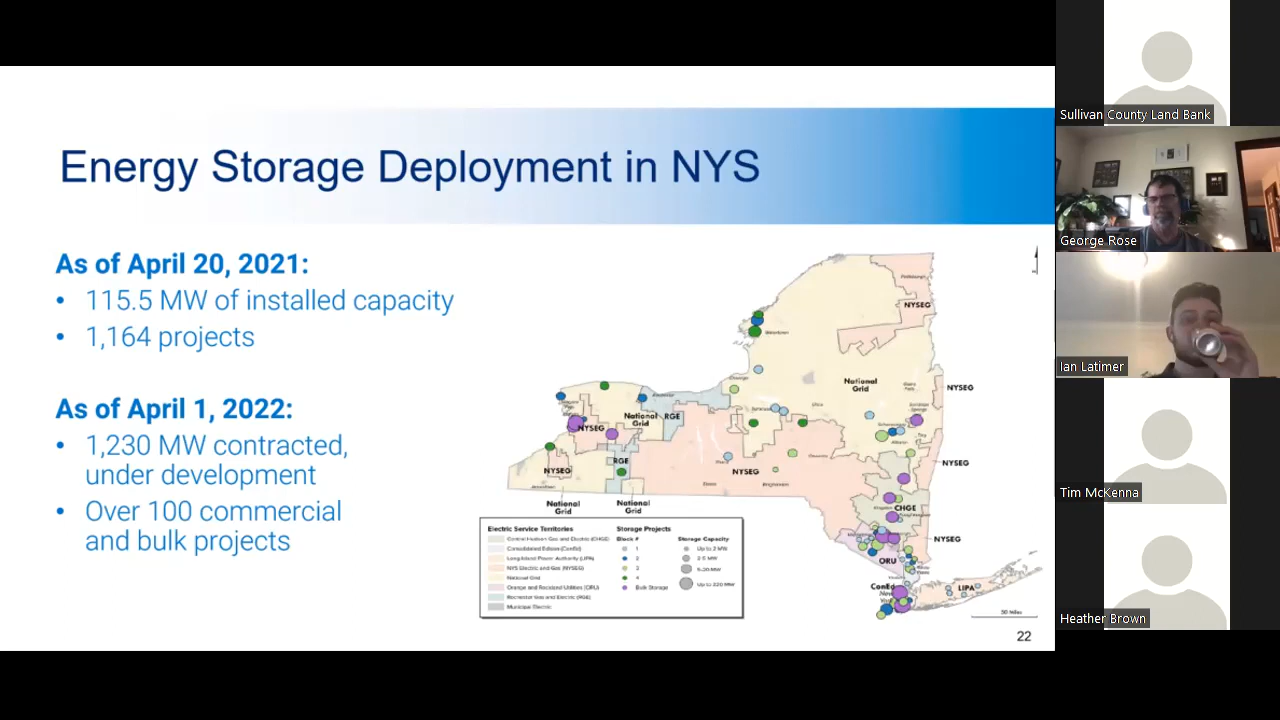 Energy Storage Deployment in NYS
As of April 20, 2021:
• 115.5 MW of installed capacity
• 1,164 projects
As of April 1, 2022:
• 1,230 MW contracted,
under development
• Over 100 commercial
and bulk projects
NYSEG
National
Grid
NYSEG
National
Grid
RGE
NYSEG
RGE
NYSEG
NYSEG
NYSEG
National
Grid
National
Grid
CHGE
NYSEG
ORU
ConEd
LIPA
Electric Service Territories
Central Hudson Gas and Electric (CHGE)
Consolidated Edison (ConEd)
Long Island Power Authority (LIPA)
NYS Electric and Gas (NYSEG)
National Grid
Orange and Rockland Utilities (ORU)
Rochester Gas and Electric (RGE)
Municipal Electric
Storage Projects
Block #
1
2
3
4
Bulk Storage
Storage Capacity
Up to 2 MW
2-5 MW
5-20 MW
Up to 320 MW
50 Miles
22
Sullivan County Land Bank
George Rose
Ian Latimer
Tim McKenna
Heather Brown